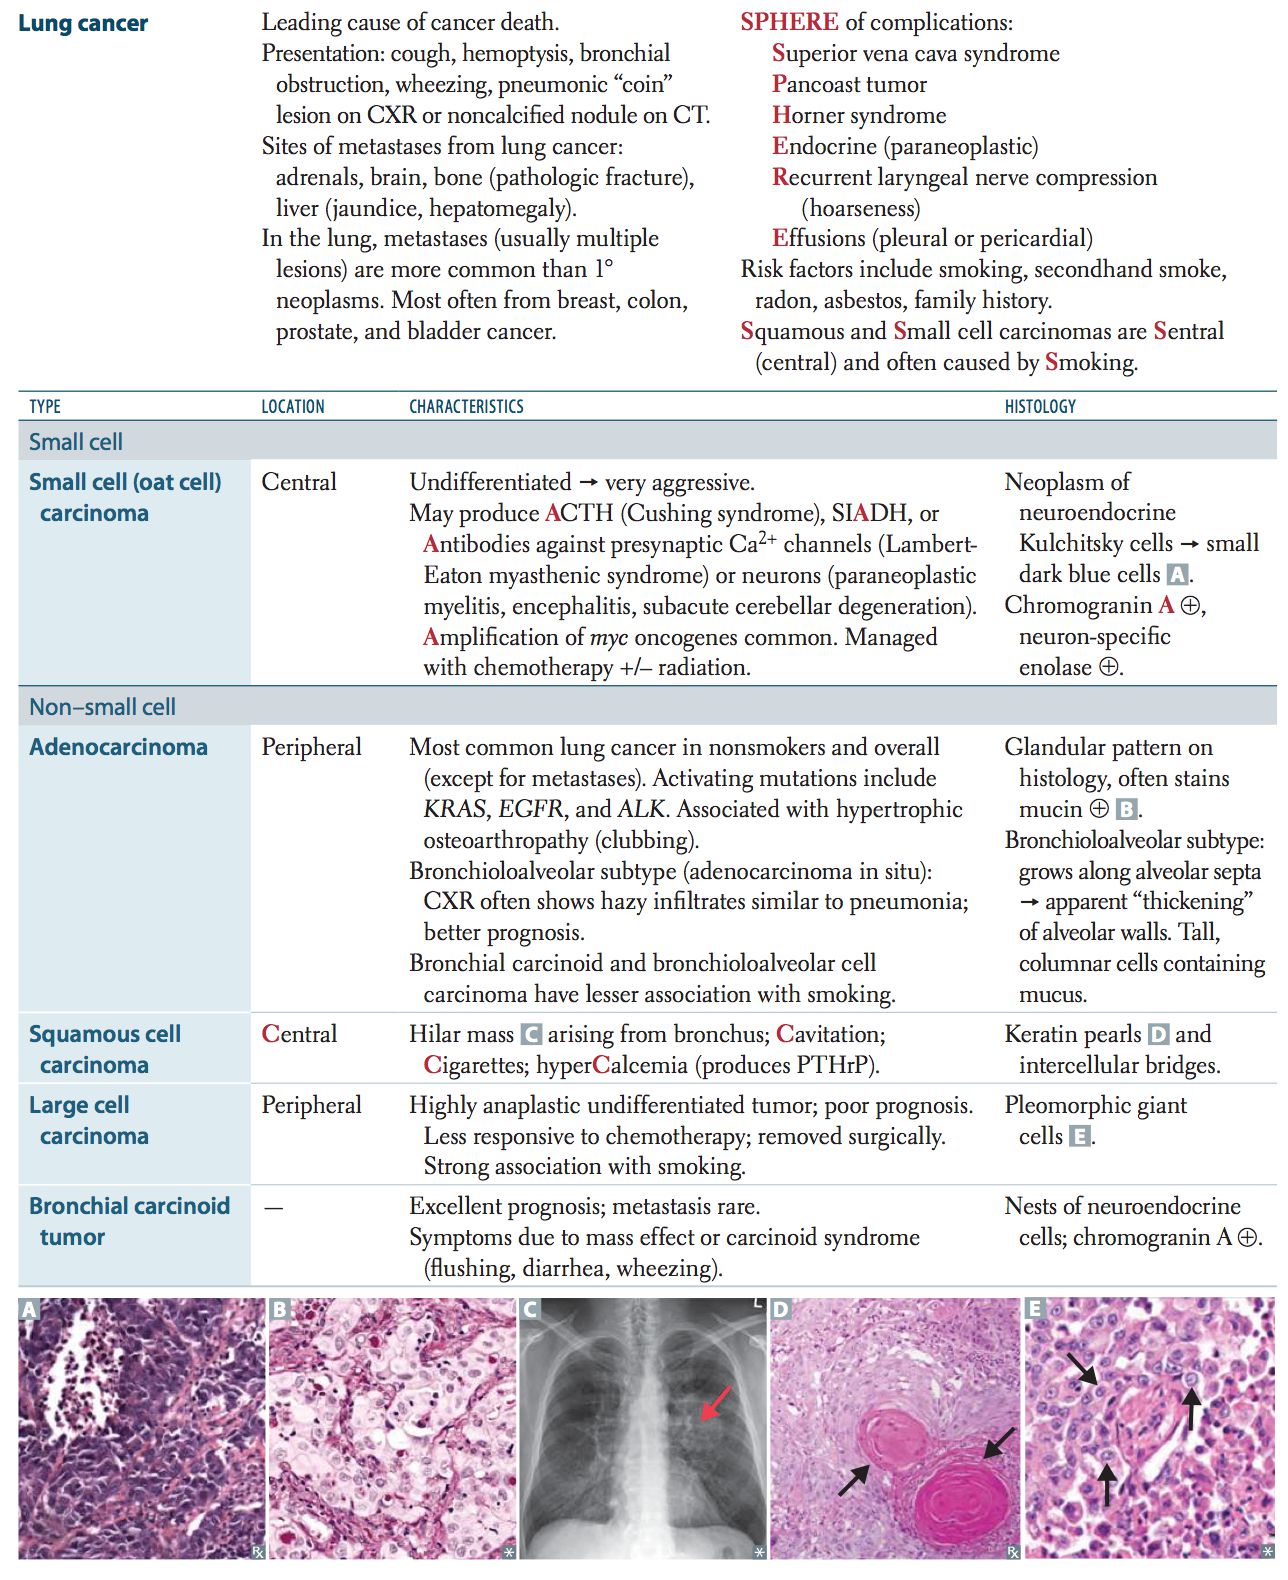 Lung cancer
Leading cause of cancer death.
Presentation: cough, hemoptysis, bronchial
obstruction, wheezing, pneumonic “coin”
lesion on CXR or noncalcified nodule on CT.
Sites of metastases from lung cancer:
adrenals, brain, bone (pathologic fracture),
liver (jaundice, hepatomegaly).
In the lung, metastases (usually multiple
lesions) are more common than 1°
neoplasms. Most often from breast, colon,
prostate, and bladder cancer.
SPHERE of complications:
Superior vena cava syndrome
Pancoast tumor
Horner syndrome
Endocrine (paraneoplastic)
Recurrent laryngeal nerve compression
(hoarseness)
Effusions (pleural or pericardial)
Risk factors include smoking, secondhand smoke,
radon, asbestos, family history.
Squamous and Small cell carcinomas are Sentral
(central) and often caused by Smoking.
TYPE
LOCATION
CHARACTERISTICS
HISTOLOGY
Small cell
Small cell (oat cell)
carcinoma
Central
Undifferentiated → very aggressive.
May produce ACTH (Cushing syndrome), SIADH, or
Antibodies against presynaptic Ca²⁺ channels (Lambert-
Eaton myasthenic syndrome) or neurons (paraneoplastic
myelitis, encephalitis, subacute cerebellar degeneration).
Amplification of myc oncogenes common. Managed
with chemotherapy +/– radiation.
Neoplasm of
neuroendocrine
Kulchitsky cells → small
dark blue cells A.
Chromogranin A ⊕,
neuron-specific
enolase ⊕.
Non–small cell
Adenocarcinoma
Peripheral
Most common lung cancer in nonsmokers and overall
(except for metastases). Activating mutations include
KRAS, EGFR, and ALK. Associated with hypertrophic
osteoarthropathy (clubbing).
Bronchioloalveolar subtype (adenocarcinoma in situ):
CXR often shows hazy infiltrates similar to pneumonia;
better prognosis.
Bronchial carcinoid and bronchioloalveolar cell
carcinoma have lesser association with smoking.
Glandular pattern on
histology, often stains
mucin ⊕ B.
Bronchioloalveolar subtype:
grows along alveolar septa
→ apparent “thickening”
of alveolar walls. Tall,
columnar cells containing
mucus.
Squamous cell
carcinoma
Central
Hilar mass C arising from bronchus; Cavitation;
Cigarettes; hyperCalcemia (produces PTHrP).
Keratin pearls D and
intercellular bridges.
Large cell
carcinoma
Peripheral
Highly anaplastic undifferentiated tumor; poor prognosis.
Less responsive to chemotherapy; removed surgically.
Strong association with smoking.
Pleomorphic giant
cells E.
Bronchial carcinoid
tumor
—
Excellent prognosis; metastasis rare.
Symptoms due to mass effect or carcinoid syndrome
(flushing, diarrhea, wheezing).
Nests of neuroendocrine
cells; chromogranin A ⊕.
A
B
C
L
D
E
℞
*
*
℞
*